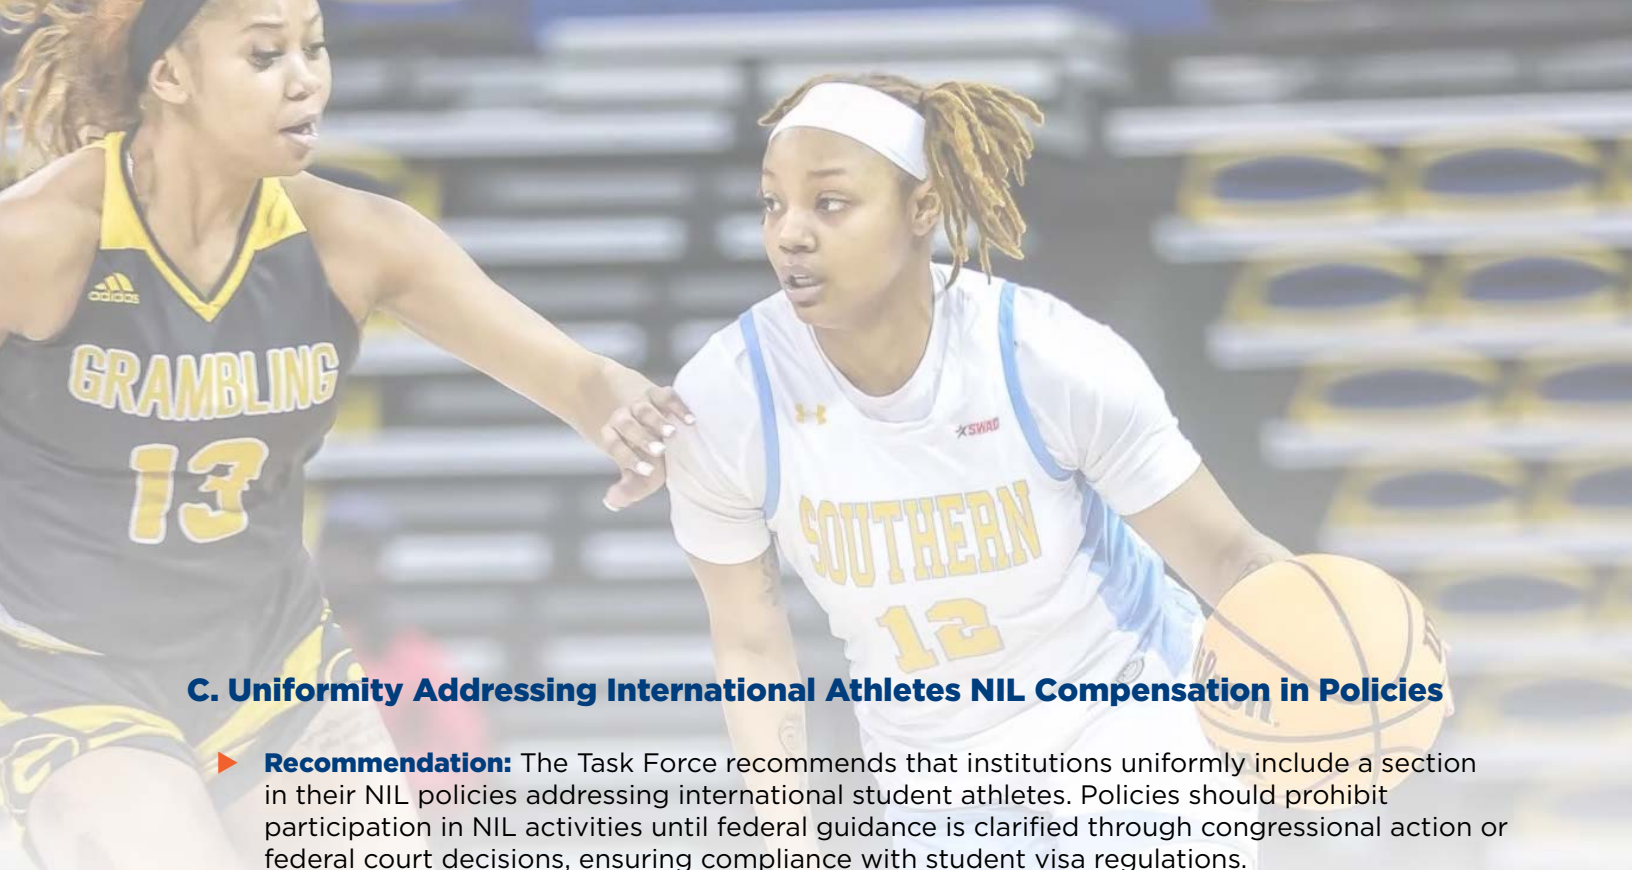 adidas
GRAMBLING
13
SWAC
SOUTHERN
12
C. Uniformity Addressing International Athletes NIL Compensation in Policies
Recommendation: The Task Force recommends that institutions uniformly include a section
in their NIL policies addressing international student athletes. Policies should prohibit
participation in NIL activities until federal guidance is clarified through congressional action or
federal court decisions, ensuring compliance with student visa regulations.